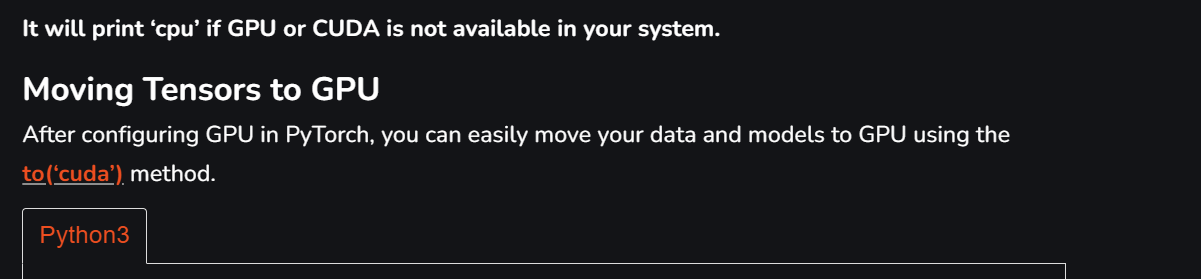 It will print ‘cpu’ if GPU or CUDA is not available in your system.
Moving Tensors to GPU
After configuring GPU in PyTorch, you can easily move your data and models to GPU using the
to(‘cuda’) method.
Python3